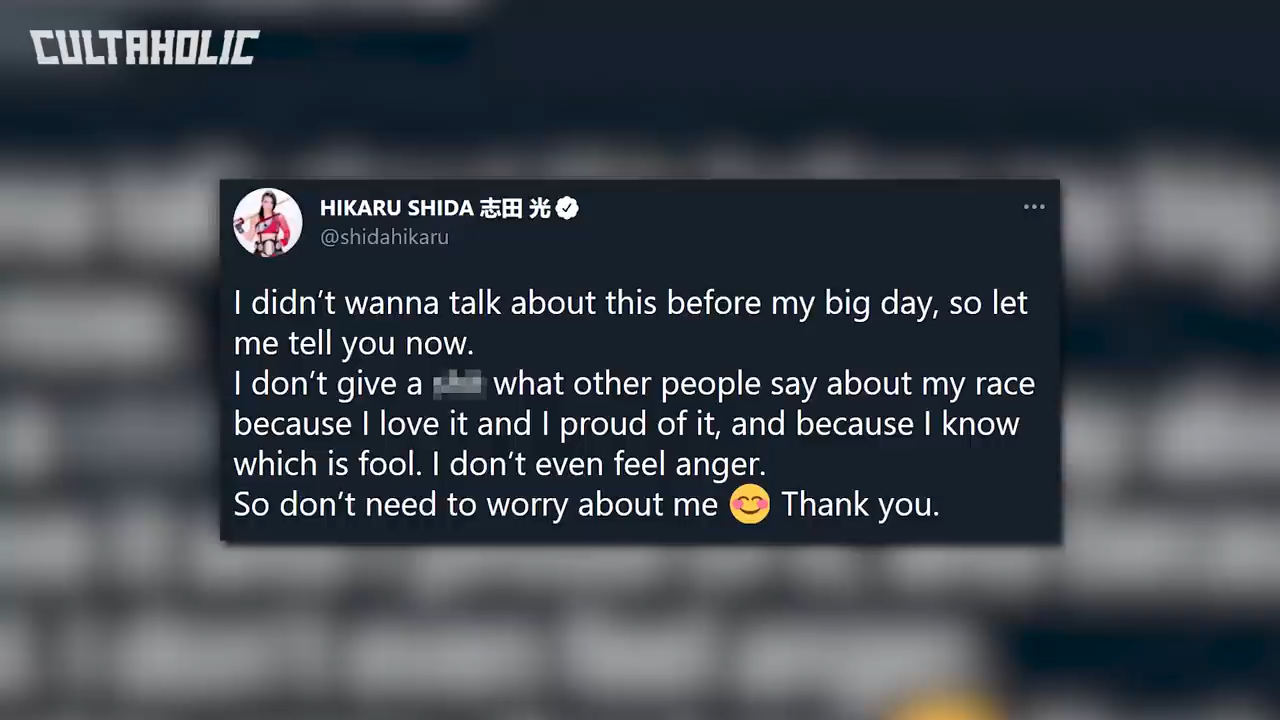 CULTAHOLIC
HIKARU SHIDA 志田 光
@shidahikaru
I didn’t wanna talk about this before my big day, so let
me tell you now.
I don’t give a what other people say about my race
because I love it and I proud of it, and because I know
which is fool. I don’t even feel anger.
So don’t need to worry about me 😊 Thank you.